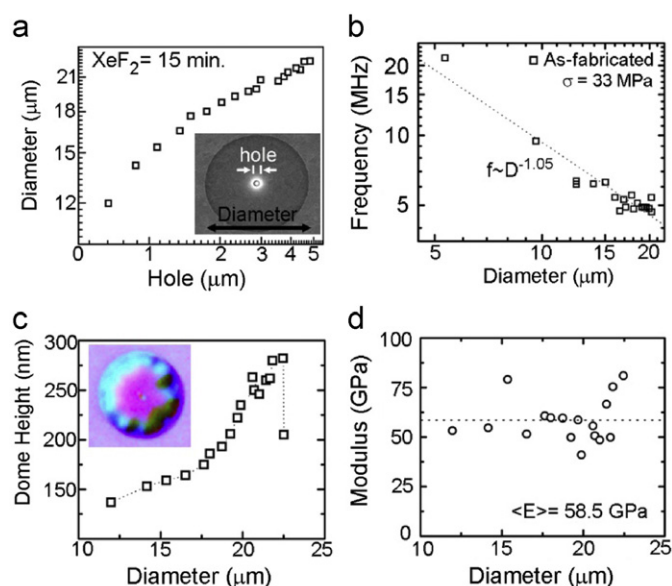 a
XeF2 = 15 min.
Diameter (μm)
21
18
15
12
0
1
2
3
4
5
Hole (μm)
hole
Diameter
b
As-fabricated
σ = 33 MPa
f~D^-1.05
Frequency (MHz)
20
15
10
5
5
10
15
20
Diameter (μm)
c
Dome Height (nm)
300
250
200
150
10
15
20
25
Diameter (μm)
d
Modulus (GPa)
100
75
50
25
0
10
15
20
25
Diameter (μm)
<E>= 58.5 GPa